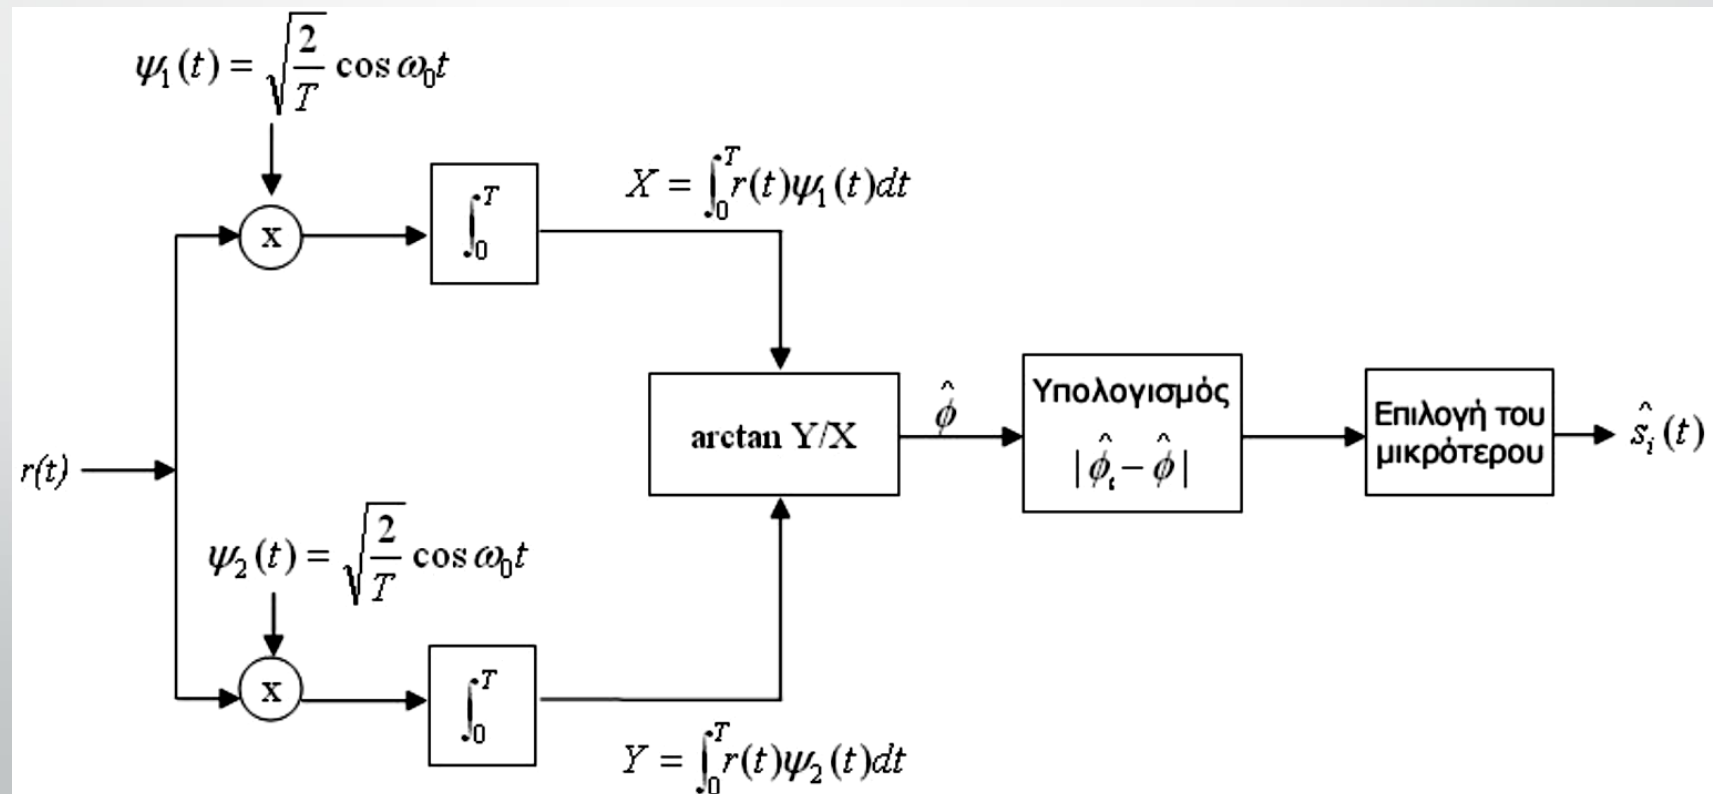 ψ₁(t) = √(2/T) cos ω₀t
x
∫₀ᵀ
X = ∫₀ᵀ r(t)ψ₁(t)dt
r(t)
arctan Y/X
φ̂
Υπολογισμός
|φ̂ᵢ − φ̂|
Επιλογή του
μικρότερου
ŝᵢ(t)
ψ₂(t) = √(2/T) cos ω₀t
x
∫₀ᵀ
Y = ∫₀ᵀ r(t)ψ₂(t)dt